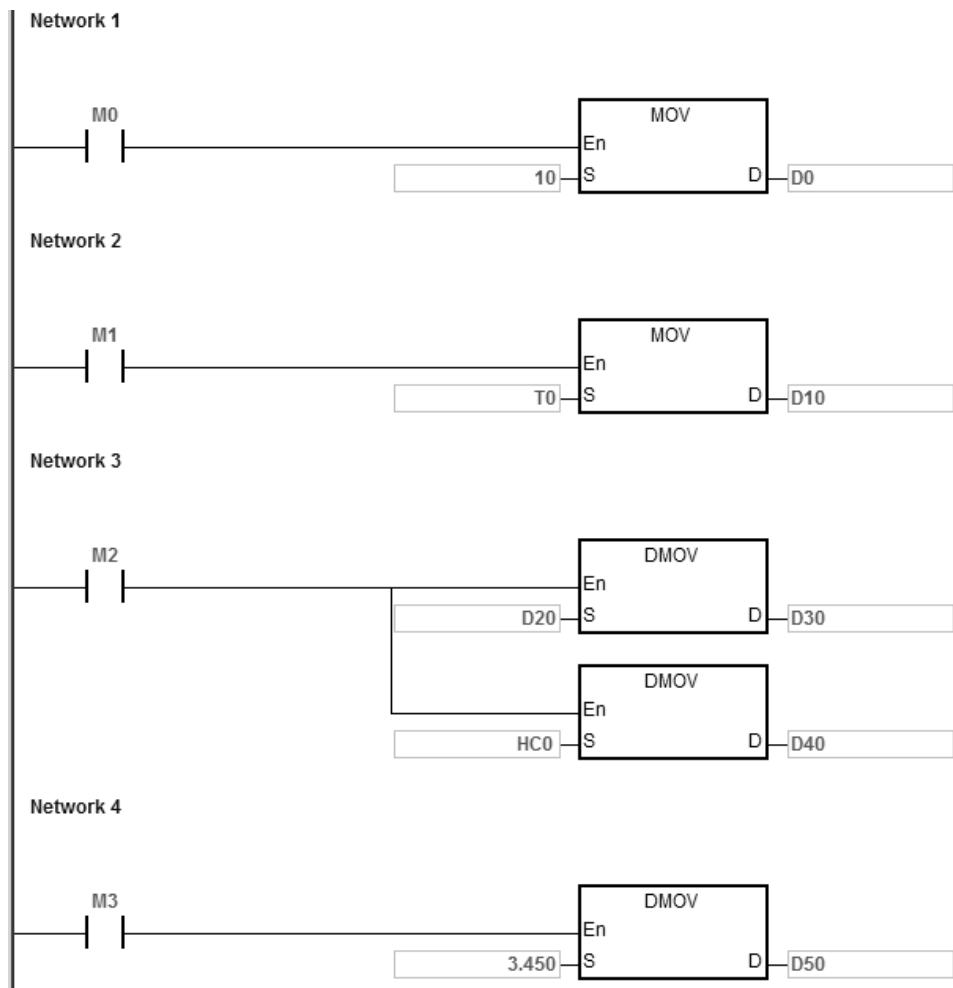 Network 1
M0
MOV
En
10 S D D0
Network 2
M1
MOV
En
T0 S D D10
Network 3
M2
DMOV
En
D20 S D D30
DMOV
En
HC0 S D D40
Network 4
M3
DMOV
En
3.450 S D D50